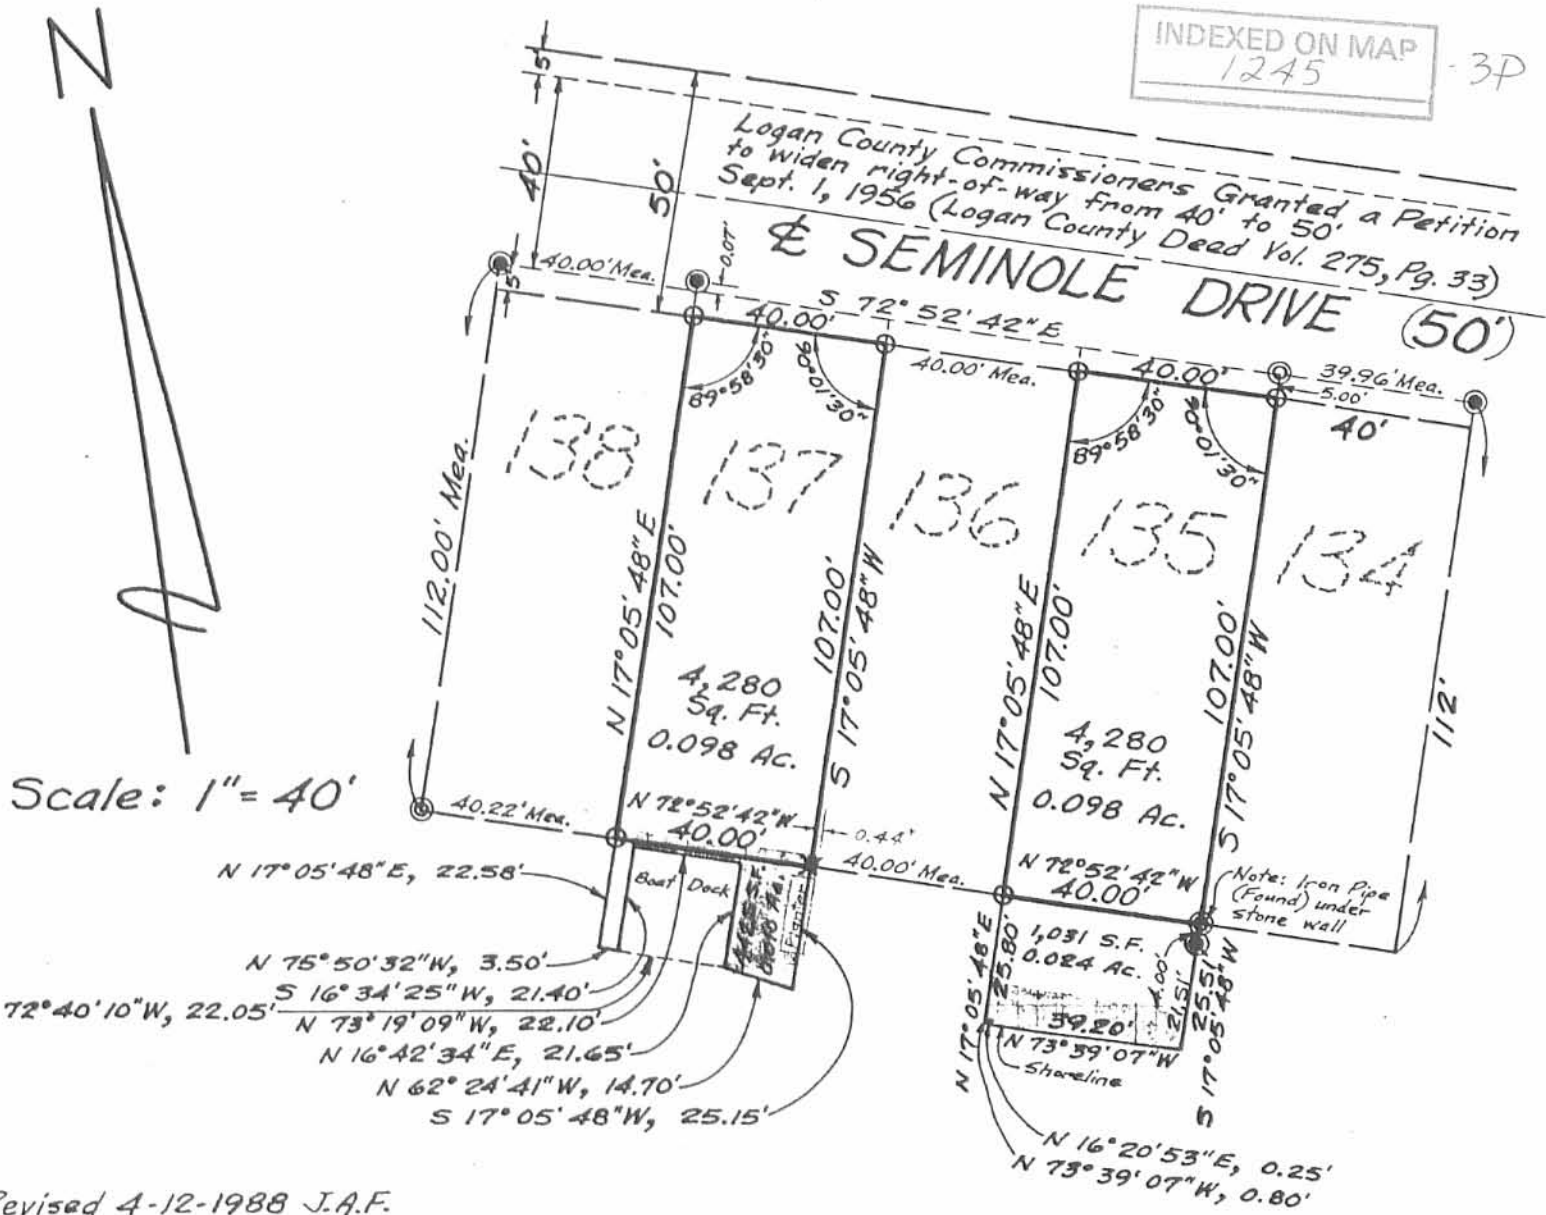 N
INDEXED ON MAP
1245
3P
5'
40'
50'
Logan County Commissioners Granted a Petition
to widen right-of-way from 40' to 50'
Sept. 1, 1956 (Logan County Deed Vol. 275, Pg. 33)
℄ SEMINOLE DRIVE (50')
0.07'
5'
40.00' Mea.
S 72° 52' 42" E
40.00'
40.00' Mea.
40.00'
39.96' Mea.
5.00'
40'
89°58'30"
90°01'30"
89°58'30"
90°01'30"
138
137
136
135
134
112.00' Mea.
N 17°05'48" E
107.00'
107.00'
S 17°05'48" W
N 17°05'48" E
107.00'
107.00'
S 17°05'48" W
112'
4,280
Sq. Ft.
0.098 Ac.
4,280
Sq. Ft.
0.098 Ac.
Scale: 1" = 40'
40.22' Mea.
N 72°52'42" W
40.00'
0.44'
40.00' Mea.
N 72°52'42" W
40.00'
Note: Iron Pipe
(Found) under
stone wall
N 17°05'48" E, 22.58'
Boat Dock
Planter
N 17°05'48" E
25.80'
1,031 S.F.
0.024 Ac.
4.00'
21.51'
25.51'
S 17°05'48" W
39.20'
N 73°39'07" W
Shoreline
N 75°50'32" W, 3.50'
S 16°34'25" W, 21.40'
72°40'10" W, 22.05'
N 73°19'09" W, 22.10'
N 16°42'34" E, 21.65'
N 62°24'41" W, 14.70'
S 17°05'48" W, 25.15'
N 16°20'53" E, 0.25'
N 73°39'07" W, 0.80'
Revised 4-12-1988 J.A.F.